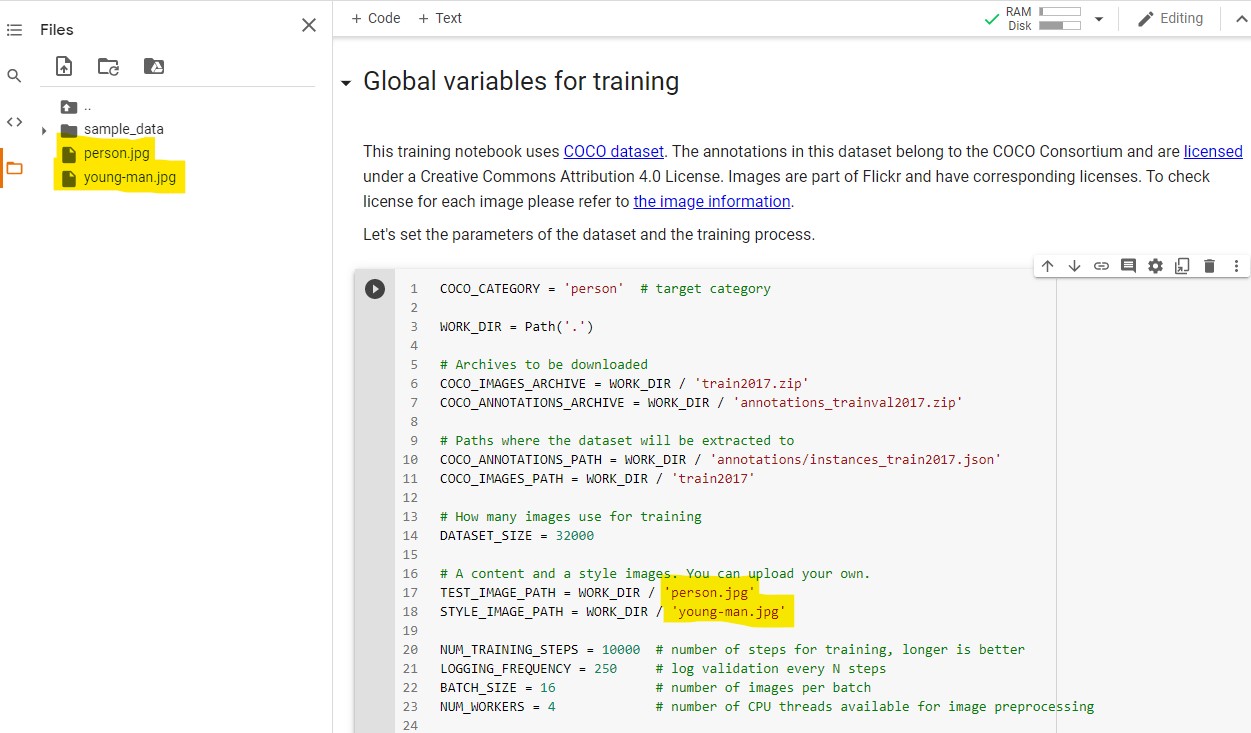 Files
..
sample_data
person.jpg
young-man.jpg
+ Code + Text
RAM
Disk
Editing
Global variables for training
This training notebook uses COCO dataset. The annotations in this dataset belong to the COCO Consortium and are licensed
under a Creative Commons Attribution 4.0 License. Images are part of Flickr and have corresponding licenses. To check
license for each image please refer to the image information.
Let's set the parameters of the dataset and the training process.
1 COCO_CATEGORY = 'person'  # target category
2
3 WORK_DIR = Path('.')
4
5 # Archives to be downloaded
6 COCO_IMAGES_ARCHIVE = WORK_DIR / 'train2017.zip'
7 COCO_ANNOTATIONS_ARCHIVE = WORK_DIR / 'annotations_trainval2017.zip'
8
9 # Paths where the dataset will be extracted to
10 COCO_ANNOTATIONS_PATH = WORK_DIR / 'annotations/instances_train2017.json'
11 COCO_IMAGES_PATH = WORK_DIR / 'train2017'
12
13 # How many images use for training
14 DATASET_SIZE = 32000
15
16 # A content and a style images. You can upload your own.
17 TEST_IMAGE_PATH = WORK_DIR / 'person.jpg'
18 STYLE_IMAGE_PATH = WORK_DIR / 'young-man.jpg'
19
20 NUM_TRAINING_STEPS = 10000  # number of steps for training, longer is better
21 LOGGING_FREQUENCY = 250     # log validation every N steps
22 BATCH_SIZE = 16             # number of images per batch
23 NUM_WORKERS = 4             # number of CPU threads available for image preprocessing
24